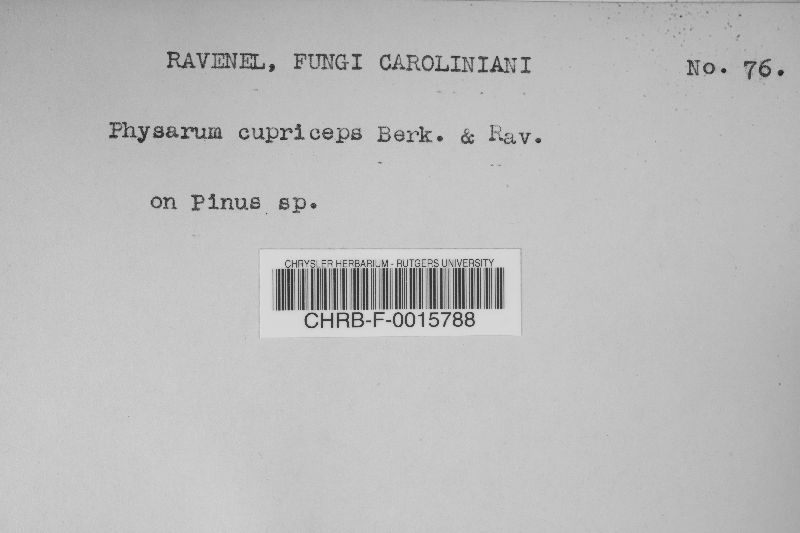 RAVENEL, FUNGI CAROLINIANI No. 76.
Physarum cupriceps Berk. & Rav.
on Pinus sp.
CHRYSLER HERBARIUM - RUTGERS UNIVERSITY
CHRB-F-0015788